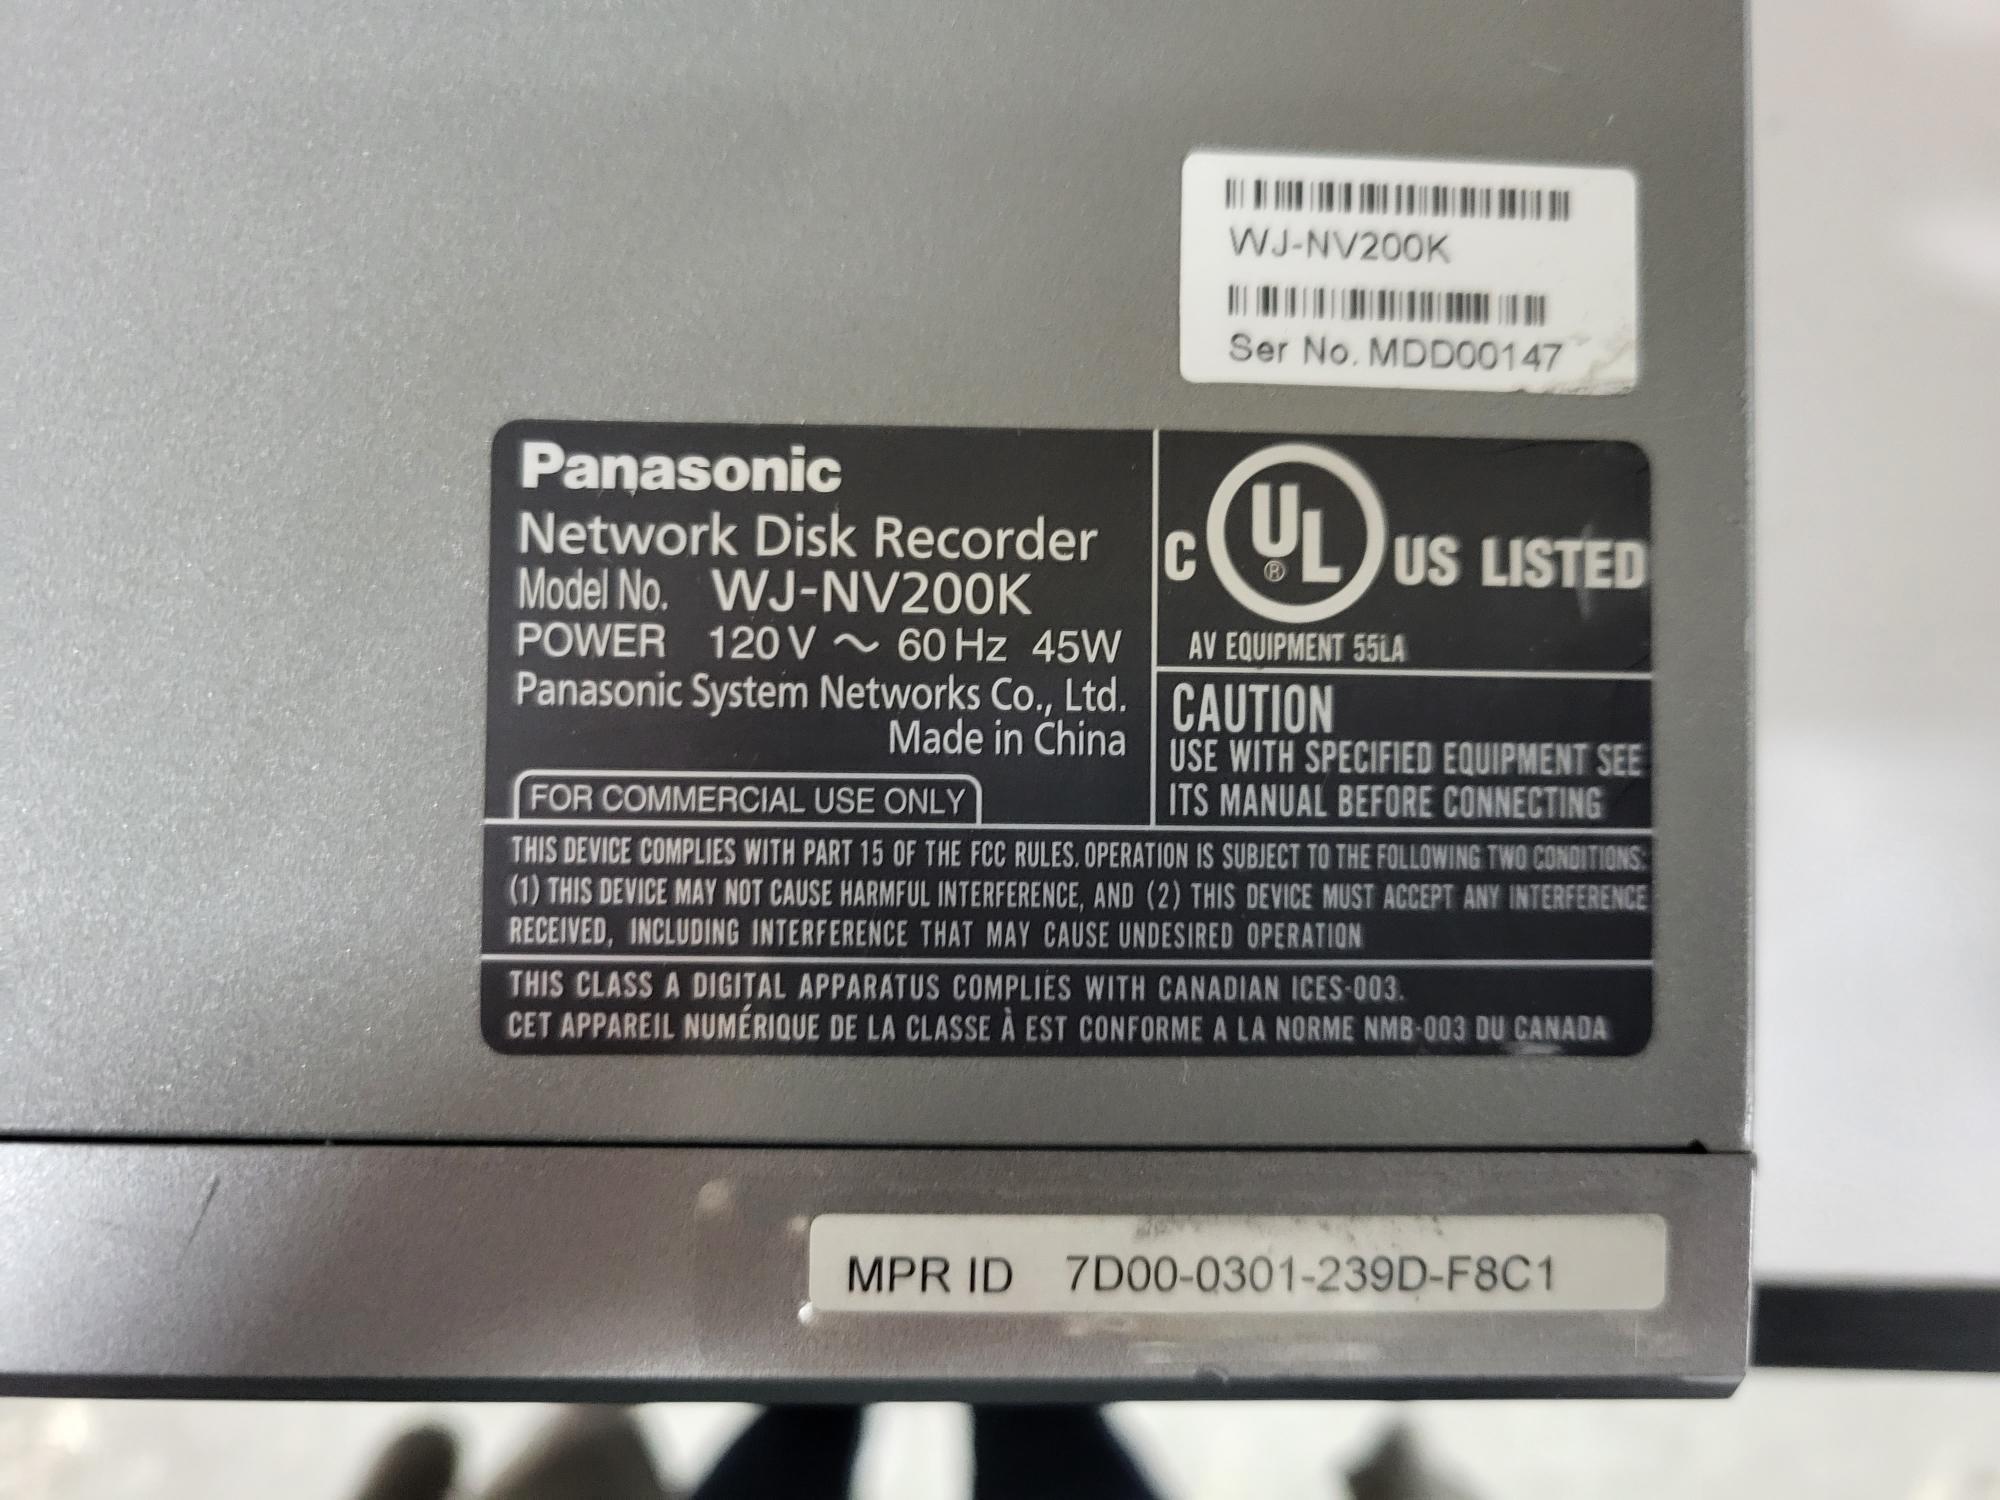 WJ-NV200K
Ser No. MDD00147
Panasonic
Network Disk Recorder
Model No. WJ-NV200K
POWER 120V ~ 60Hz 45W
Panasonic System Networks Co., Ltd.
Made in China
FOR COMMERCIAL USE ONLY
C UL ® US LISTED
AV EQUIPMENT 55LA
CAUTION
USE WITH SPECIFIED EQUIPMENT SEE
ITS MANUAL BEFORE CONNECTING
THIS DEVICE COMPLIES WITH PART 15 OF THE FCC RULES. OPERATION IS SUBJECT TO THE FOLLOWING TWO CONDITIONS:
(1) THIS DEVICE MAY NOT CAUSE HARMFUL INTERFERENCE, AND (2) THIS DEVICE MUST ACCEPT ANY INTERFERENCE
RECEIVED, INCLUDING INTERFERENCE THAT MAY CAUSE UNDESIRED OPERATION
THIS CLASS A DIGITAL APPARATUS COMPLIES WITH CANADIAN ICES-003.
CET APPAREIL NUMÉRIQUE DE LA CLASSE À EST CONFORME A LA NORME NMB-003 DU CANADA
MPR ID 7D00-0301-239D-F8C1